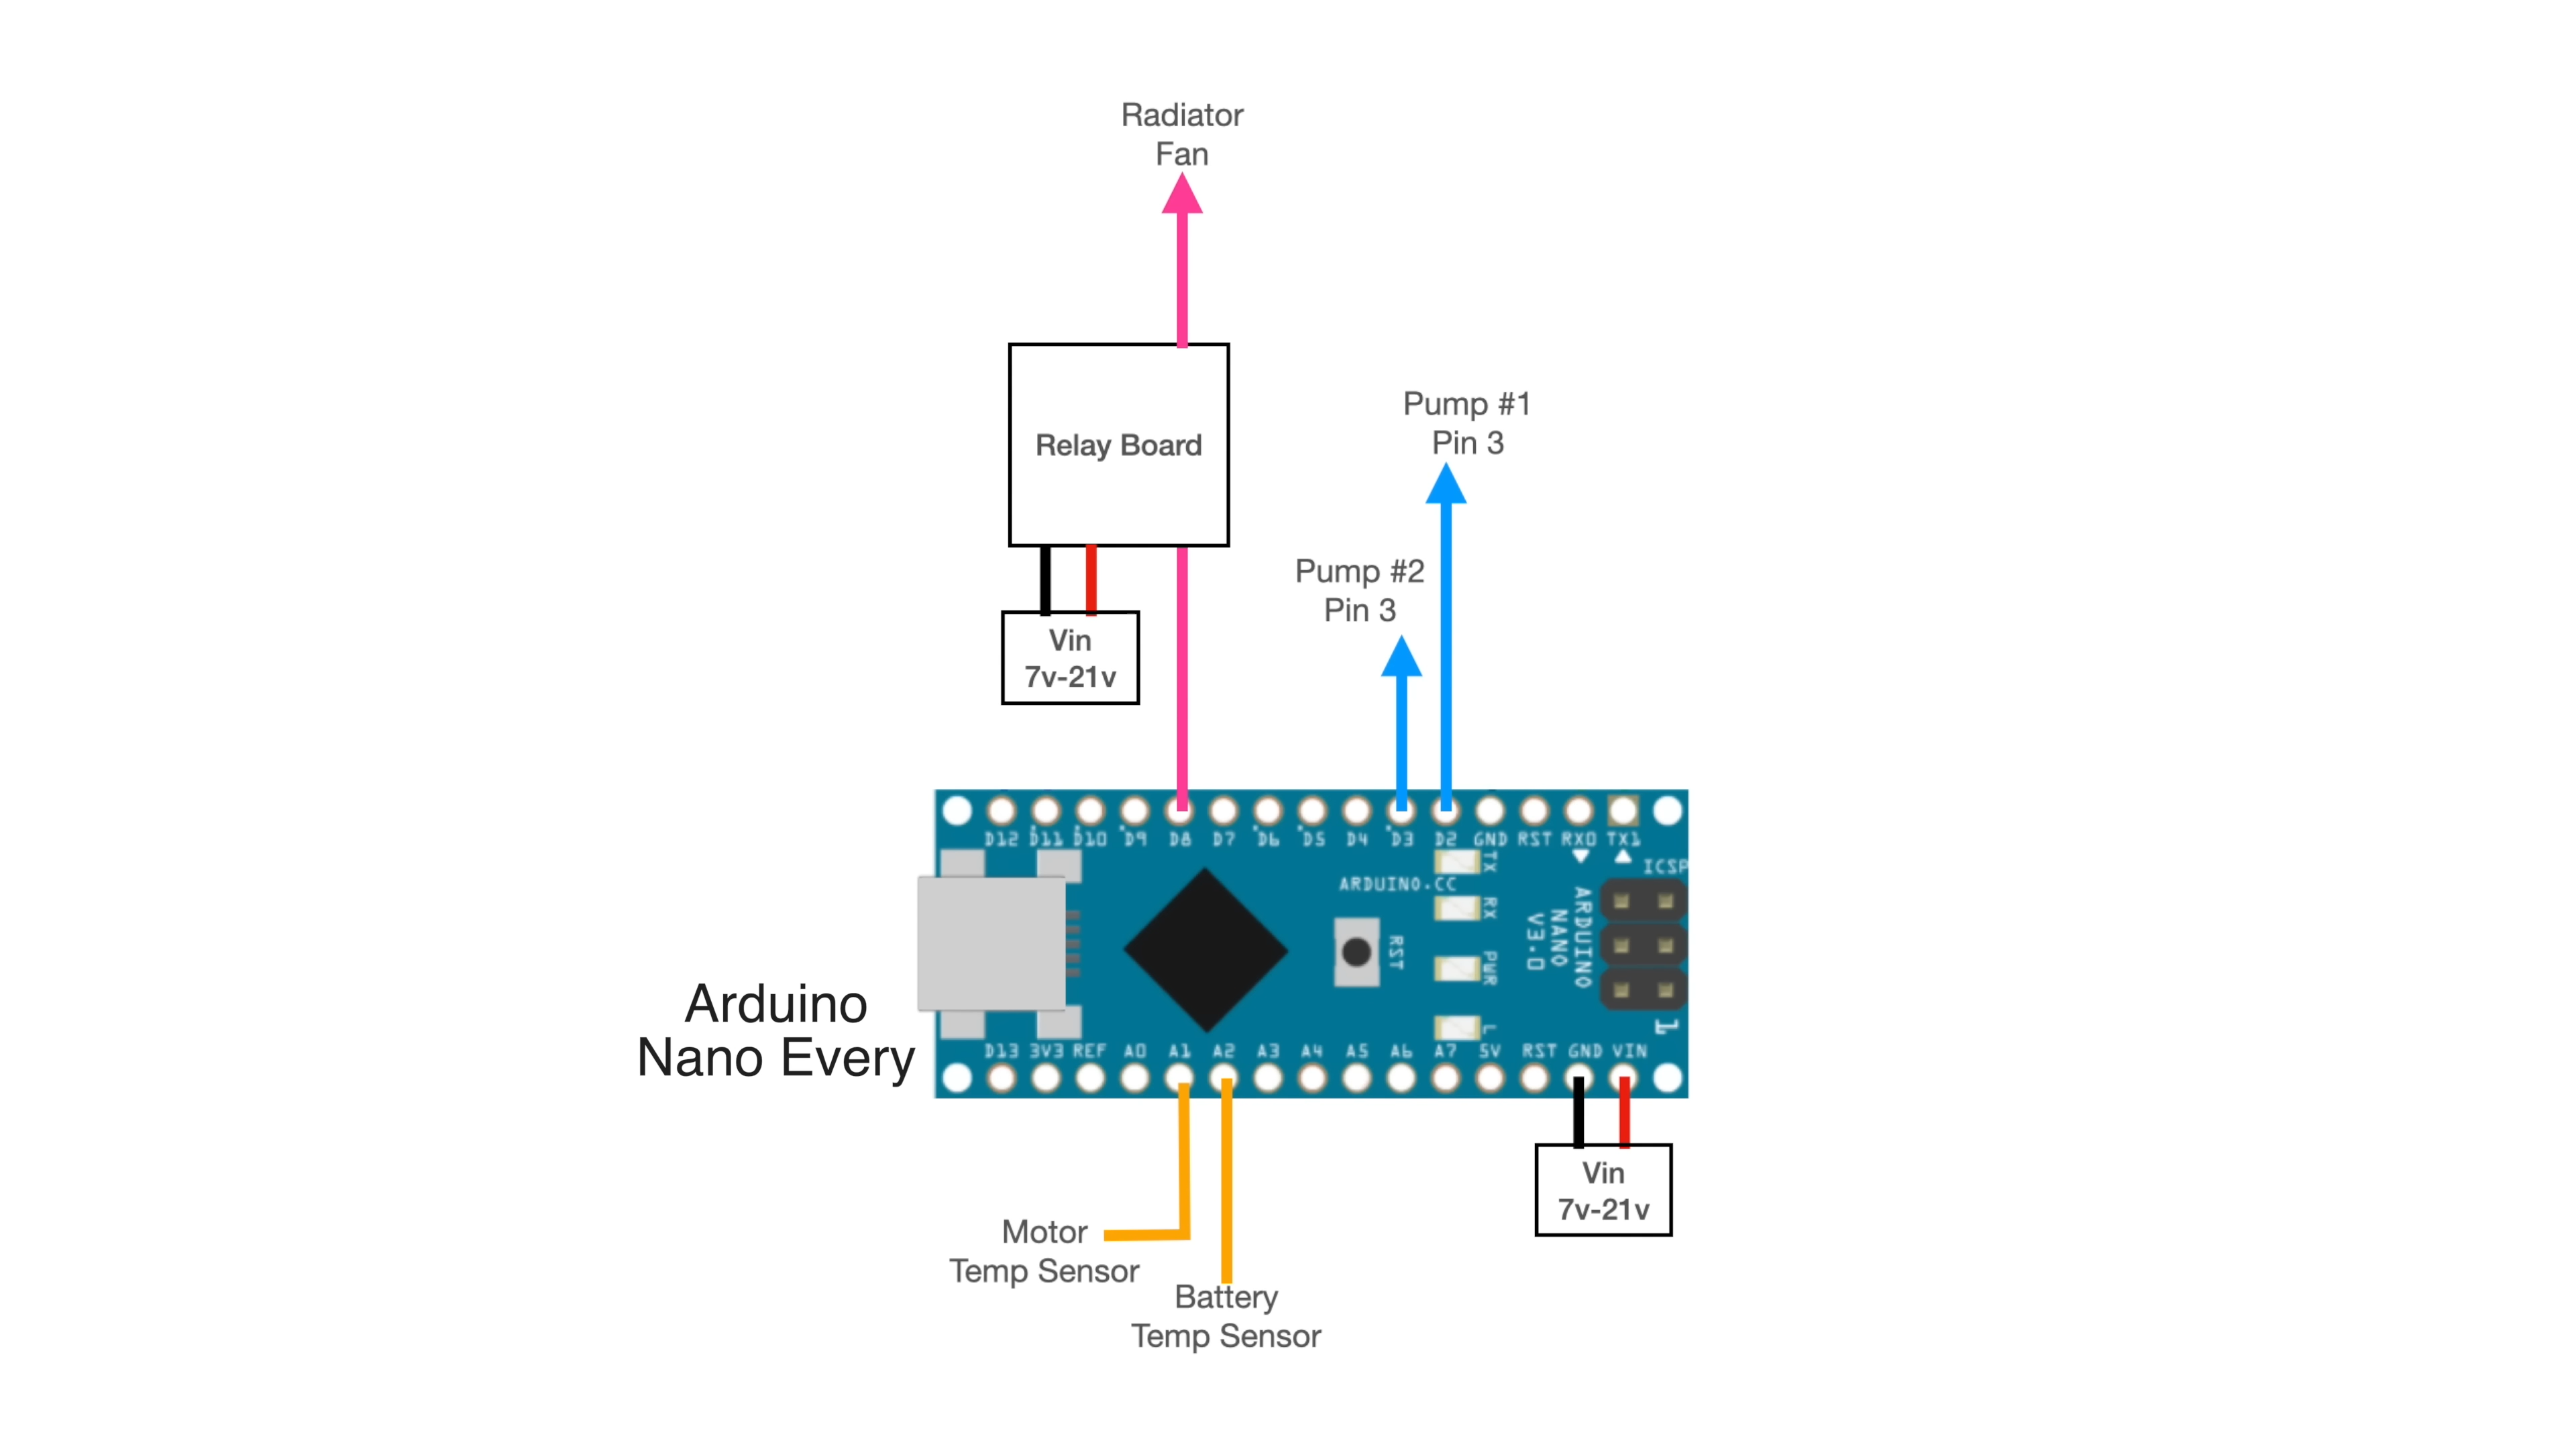 Radiator
Fan
Pump #1
Pin 3
Relay Board
Pump #2
Pin 3
Vin
7v-21v
D12 D11 D10 D9 D8 D7 D6 D5 D4 D3 D2 GND RST RX0 TX1
ICSP
TX
RX
PWR
L
ARDUINO.CC
RST
ARDUINO
NANO
V3.0
1
Arduino
Nano Every
D13 3V3 REF A0 A1 A2 A3 A4 A5 A6 A7 5V RST GND VIN
Vin
7v-21v
Motor
Temp Sensor
Battery
Temp Sensor